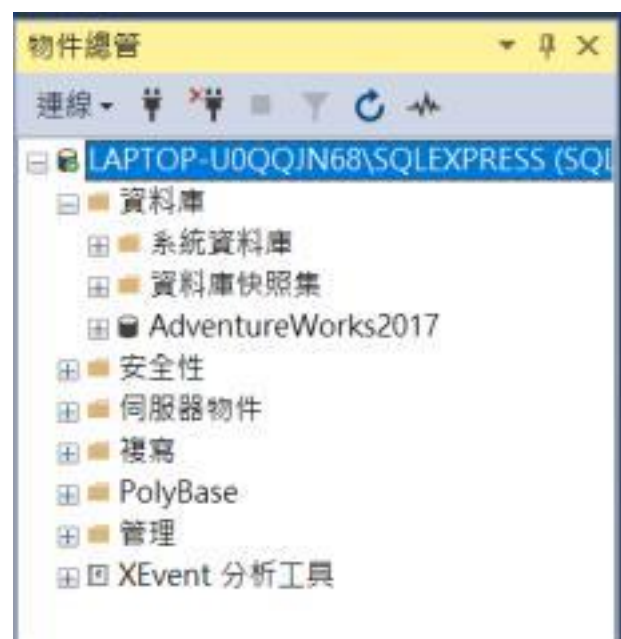 物件總管
連線
LAPTOP-U0QQJN68\SQLEXPRESS (SQL
資料庫
系統資料庫
資料庫快照集
AdventureWorks2017
安全性
伺服器物件
複寫
PolyBase
管理
XEvent 分析工具